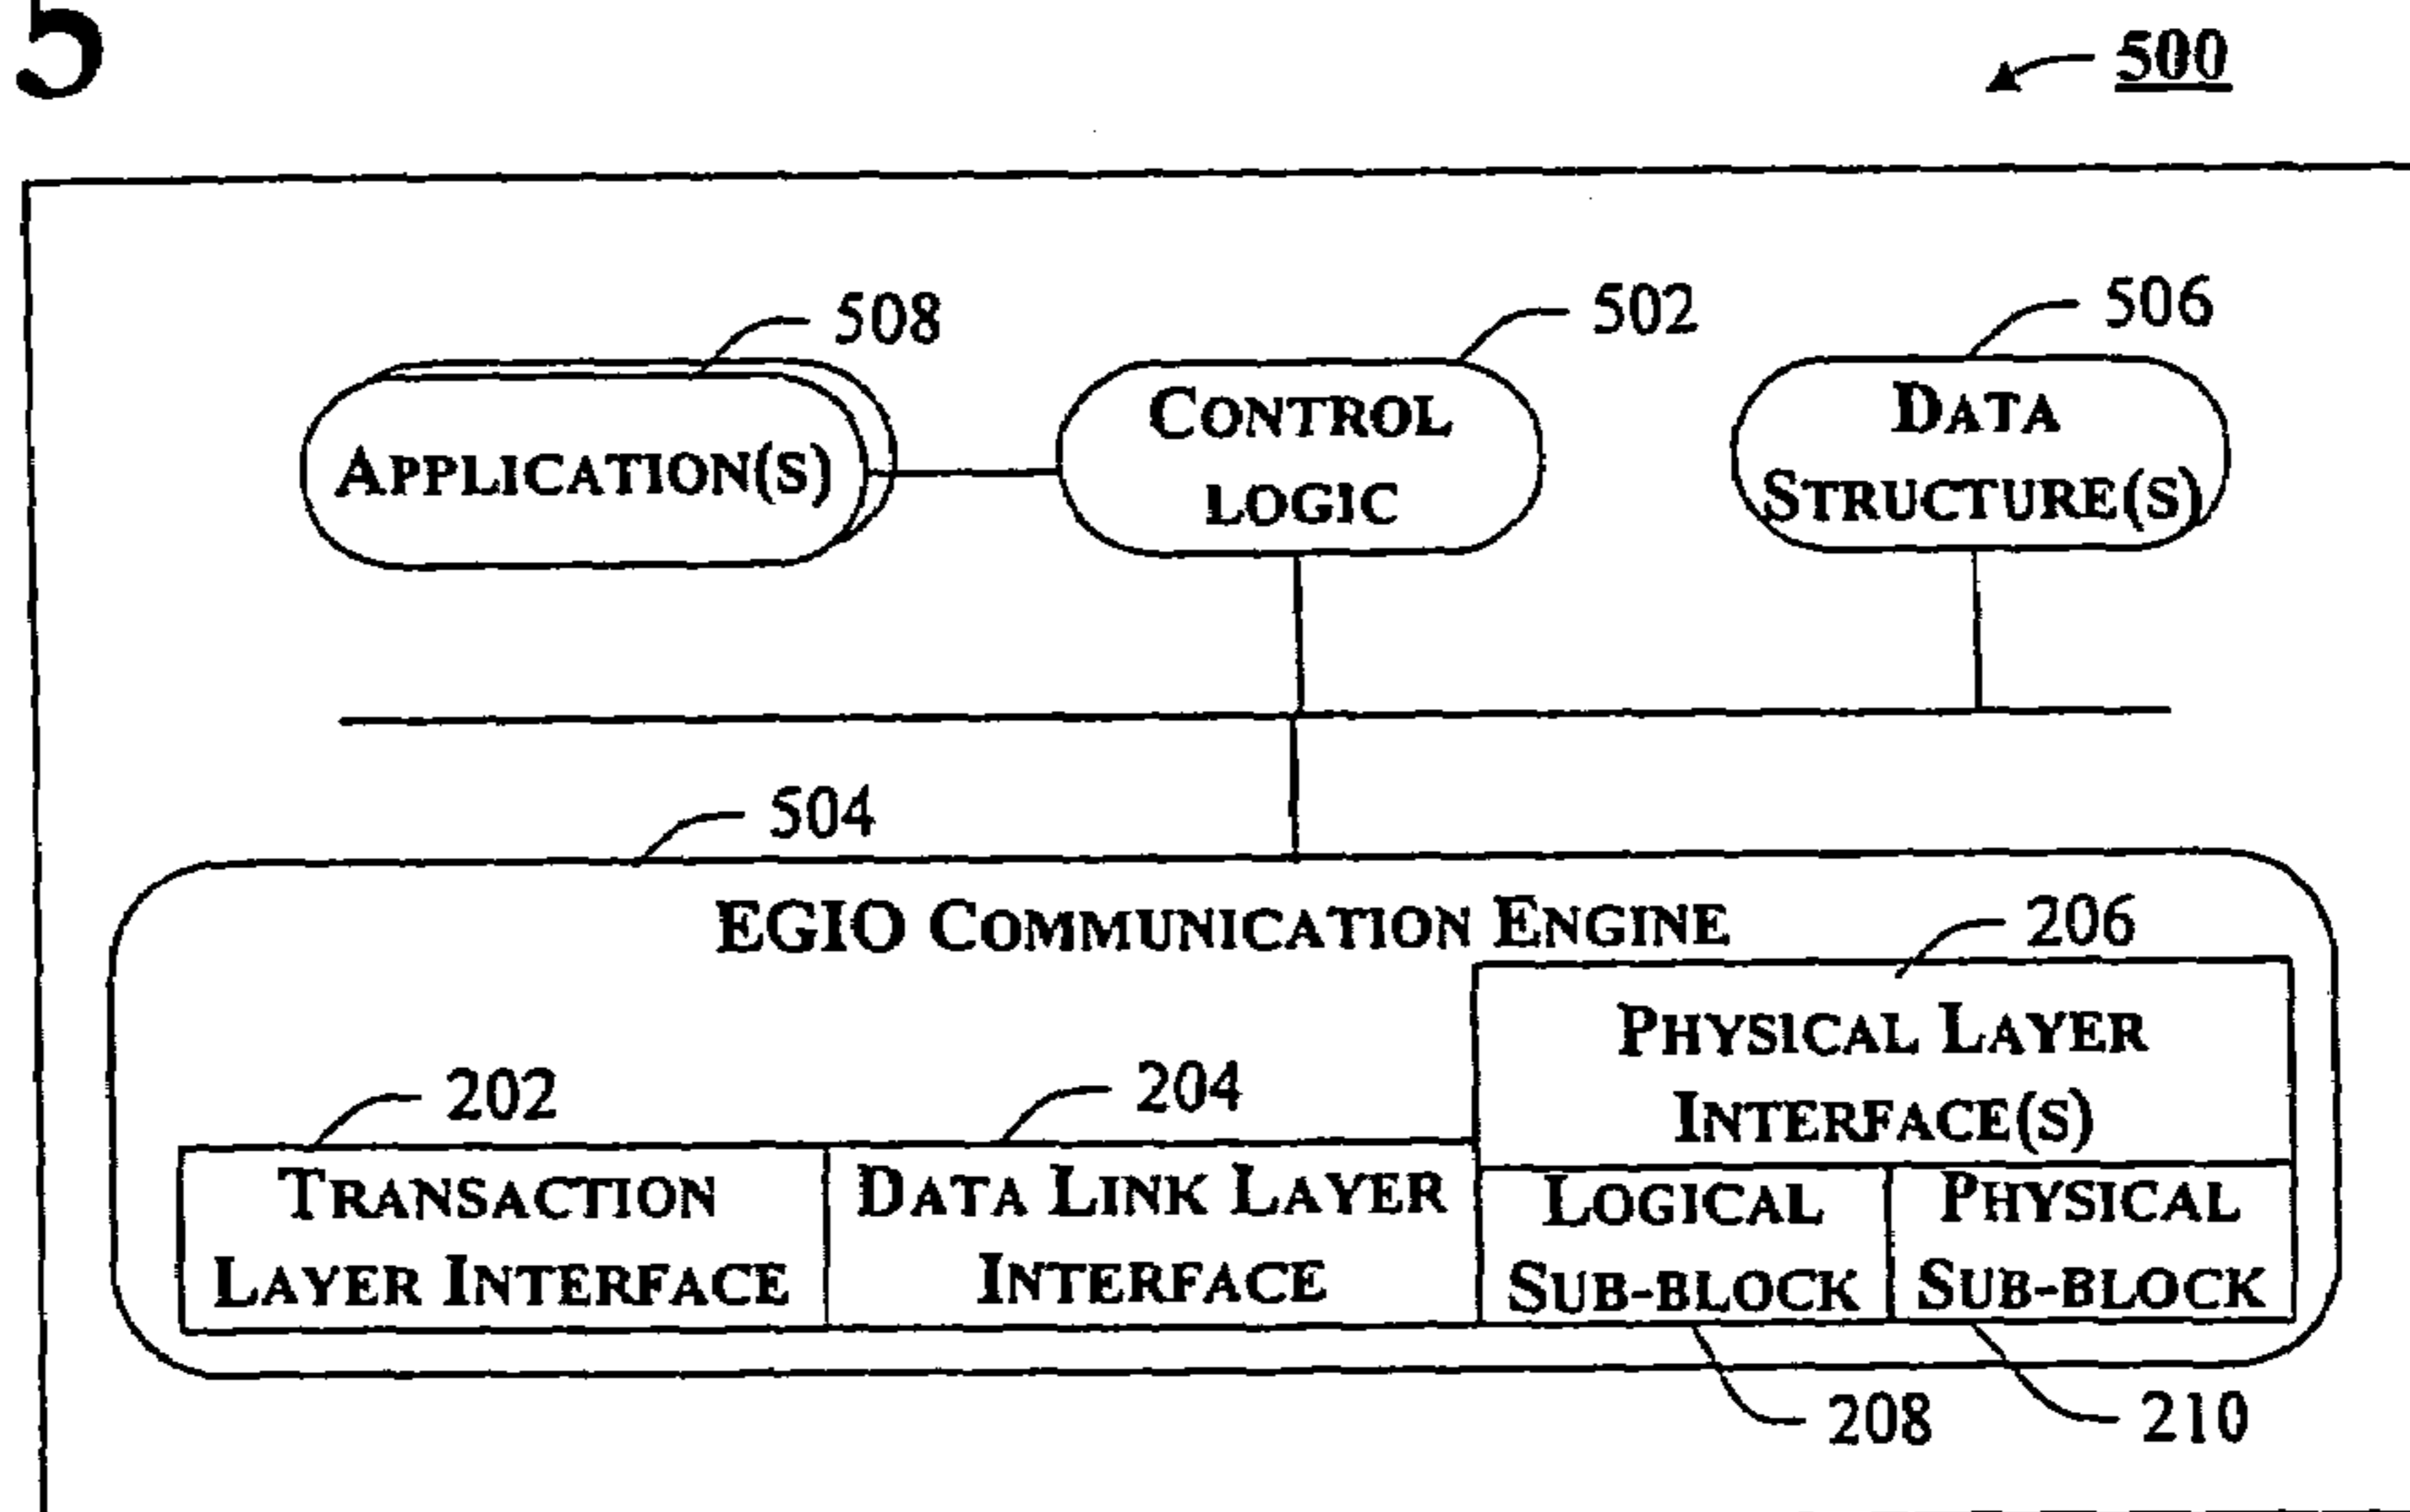 5
500
508
502
506
APPLICATION(S)
CONTROL
LOGIC
DATA
STRUCTURE(S)
504
EGIO COMMUNICATION ENGINE
206
PHYSICAL LAYER
INTERFACE(S)
202
204
TRANSACTION
LAYER INTERFACE
DATA LINK LAYER
INTERFACE
LOGICAL
SUB-BLOCK
PHYSICAL
SUB-BLOCK
208
210